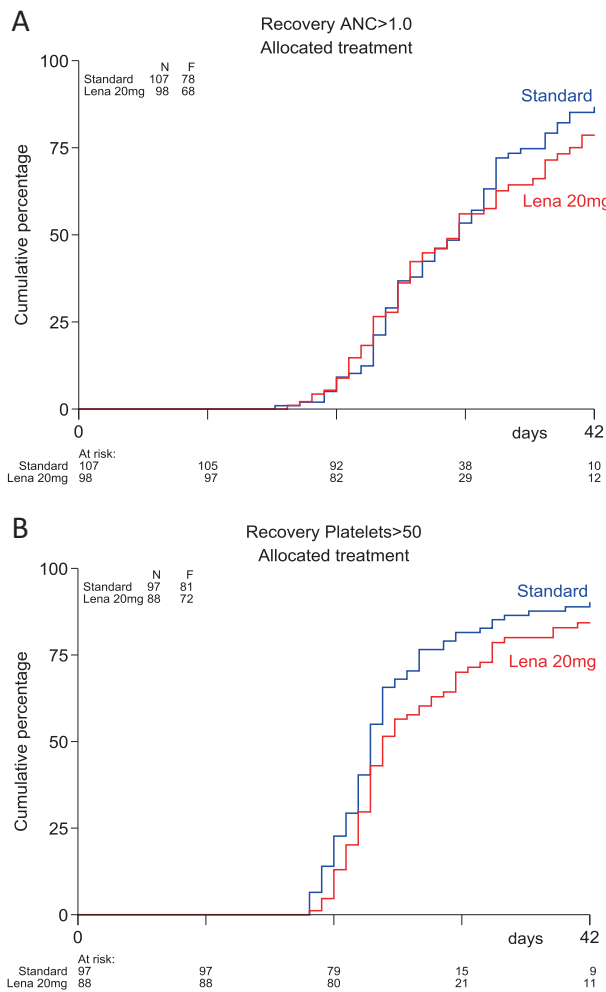 A
Recovery ANC>1.0
Allocated treatment
100
N F
Standard 107 78
Lena 20mg 98 68
Standard
75
Lena 20mg
Cumulative percentage
50
25
0
0 days 42
At risk:
Standard 107 105 92 38 10
Lena 20mg 98 97 82 29 12
B
Recovery Platelets>50
Allocated treatment
100
N F
Standard 97 81
Lena 20mg 88 72
Standard
75
Lena 20mg
Cumulative percentage
50
25
0
0 days 42
At risk:
Standard 97 97 79 15 9
Lena 20mg 88 88 80 21 11